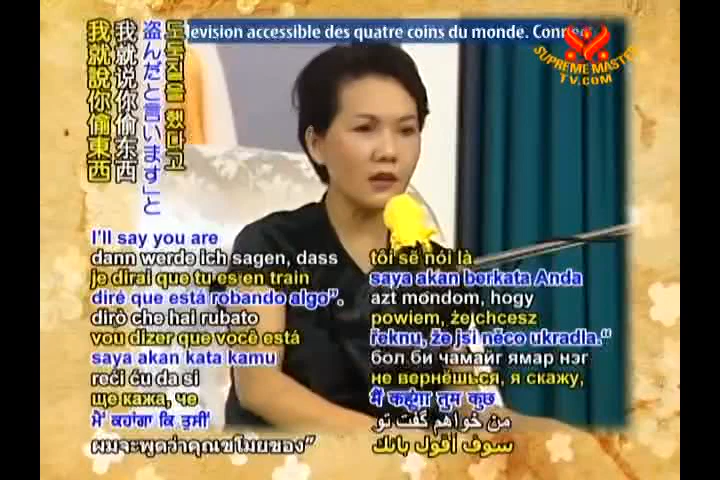 levision accessible des quatre coins du monde. Connec
SUPREME MASTER
TV.COM
도둑질을 했다고
盗んだと言います」と
我就说你偷东西
我就說你偷東西
I'll say you are
dann werde ich sagen, dass
je dirai que tu es en train
diré que está robando algo”.
dirò che hai rubato
vou dizer que você está
saya akan kata kamu
reći ću da si
ще кажа, че
ਮੈਂ ਕਹਾਂਗਾ ਕਿ ਤੁਸੀਂ
ผมจะพูดว่าคุณขโมยของ”
tôi sẽ nói là
saya akan berkata Anda
azt mondom, hogy
powiem, że chcesz
řeknu, že jsi něco ukradla.“
бол би чамайг ямар нэг
не вернёшься, я скажу,
मैं कहूंगा तुम कुछ
من خواهم گفت تو
سوف أقول بأنك